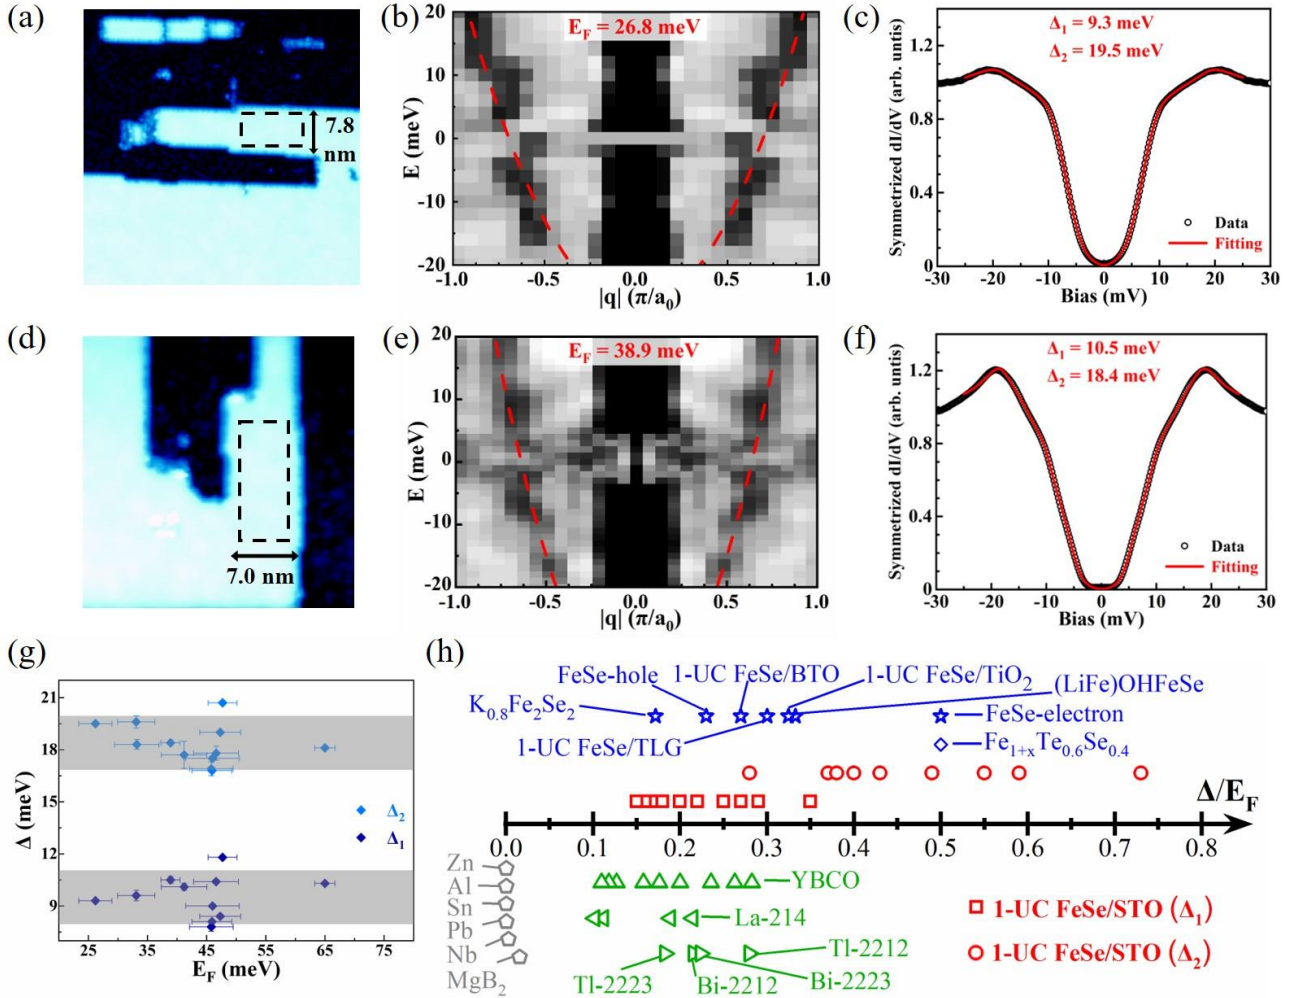 (a)
7.8
nm
(b)
E_F = 26.8 meV
20
10
0
-10
-20
E (meV)
-1.0 -0.5 0.0 0.5 1.0
|q| (π/a₀)
(c)
Δ₁ = 9.3 meV
Δ₂ = 19.5 meV
1.2
0.8
0.4
0
Symmetrized dI/dV (arb. untis)
Data
Fitting
-30 -20 -10 0 10 20 30
Bias (mV)
(d)
7.0 nm
(e)
E_F = 38.9 meV
20
10
0
-10
-20
E (meV)
-1.0 -0.5 0.0 0.5 1.0
|q| (π/a₀)
(f)
Δ₁ = 10.5 meV
Δ₂ = 18.4 meV
1.2
0.8
0.4
0
Symmetrized dI/dV (arb. untis)
Data
Fitting
-30 -20 -10 0 10 20 30
Bias (mV)
(g)
21
18
15
12
9
Δ (meV)
Δ₂
Δ₁
25 35 45 55 65 75
E_F (meV)
(h)
FeSe-hole 1-UC FeSe/BTO 1-UC FeSe/TiO₂
K₀.₈Fe₂Se₂ (LiFe)OHFeSe
FeSe-electron
1-UC FeSe/TLG Fe₁₊ₓTe₀.₆Se₀.₄
Δ/E_F
0.0 0.1 0.2 0.3 0.4 0.5 0.6 0.7 0.8
Zn
Al
Sn
Pb
Nb
MgB₂
YBCO
La-214
Tl-2212
Tl-2223 Bi-2212 Bi-2223
1-UC FeSe/STO (Δ₁)
1-UC FeSe/STO (Δ₂)